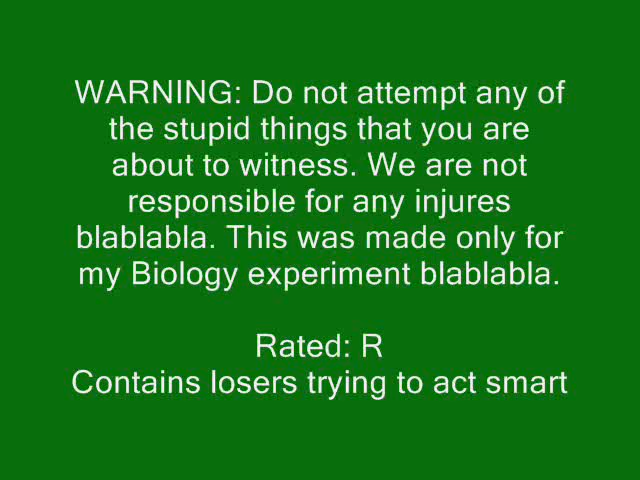 WARNING: Do not attempt any of
the stupid things that you are
about to witness. We are not
responsible for any injures
blablabla. This was made only for
my Biology experiment blablabla.
Rated: R
Contains losers trying to act smart